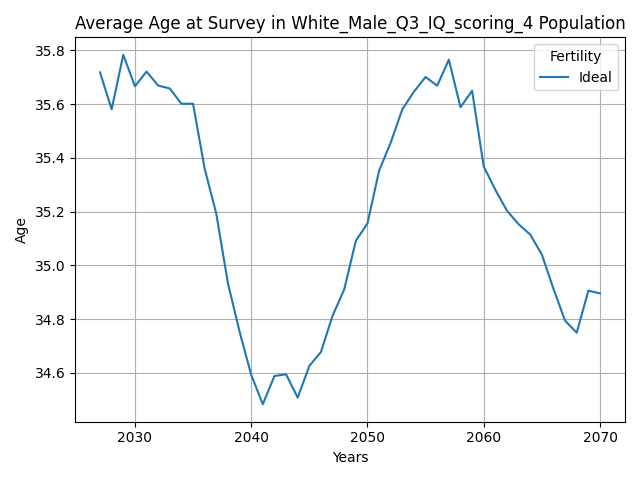 Average Age at Survey in White_Male_Q3_IQ_scoring_4 Population
Fertility
Ideal
35.8
35.6
35.4
35.2
35.0
34.8
34.6
Age
2030 2040 2050 2060 2070
Years